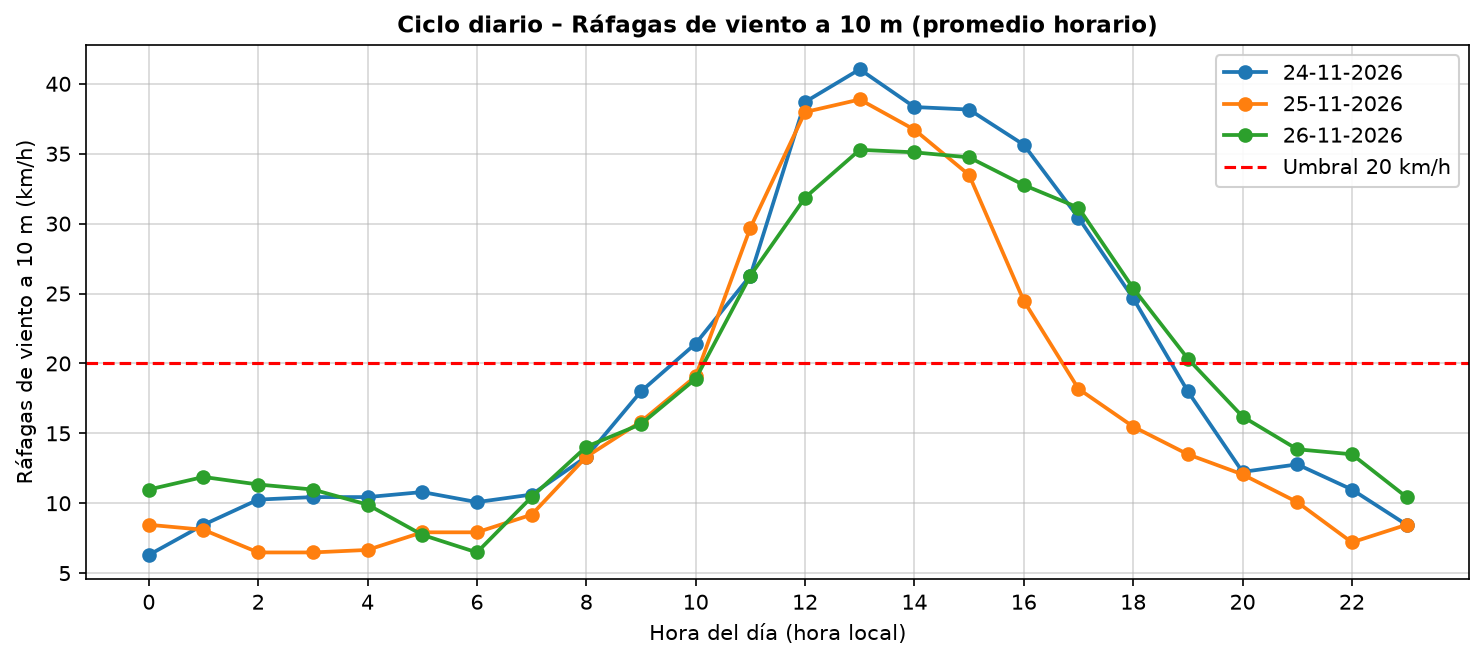 Ciclo diario – Ráfagas de viento a 10 m (promedio horario)
24-11-2026
25-11-2026
26-11-2026
Umbral 20 km/h
Ráfagas de viento a 10 m (km/h)
40
35
30
25
20
15
10
5
0 2 4 6 8 10 12 14 16 18 20 22
Hora del día (hora local)